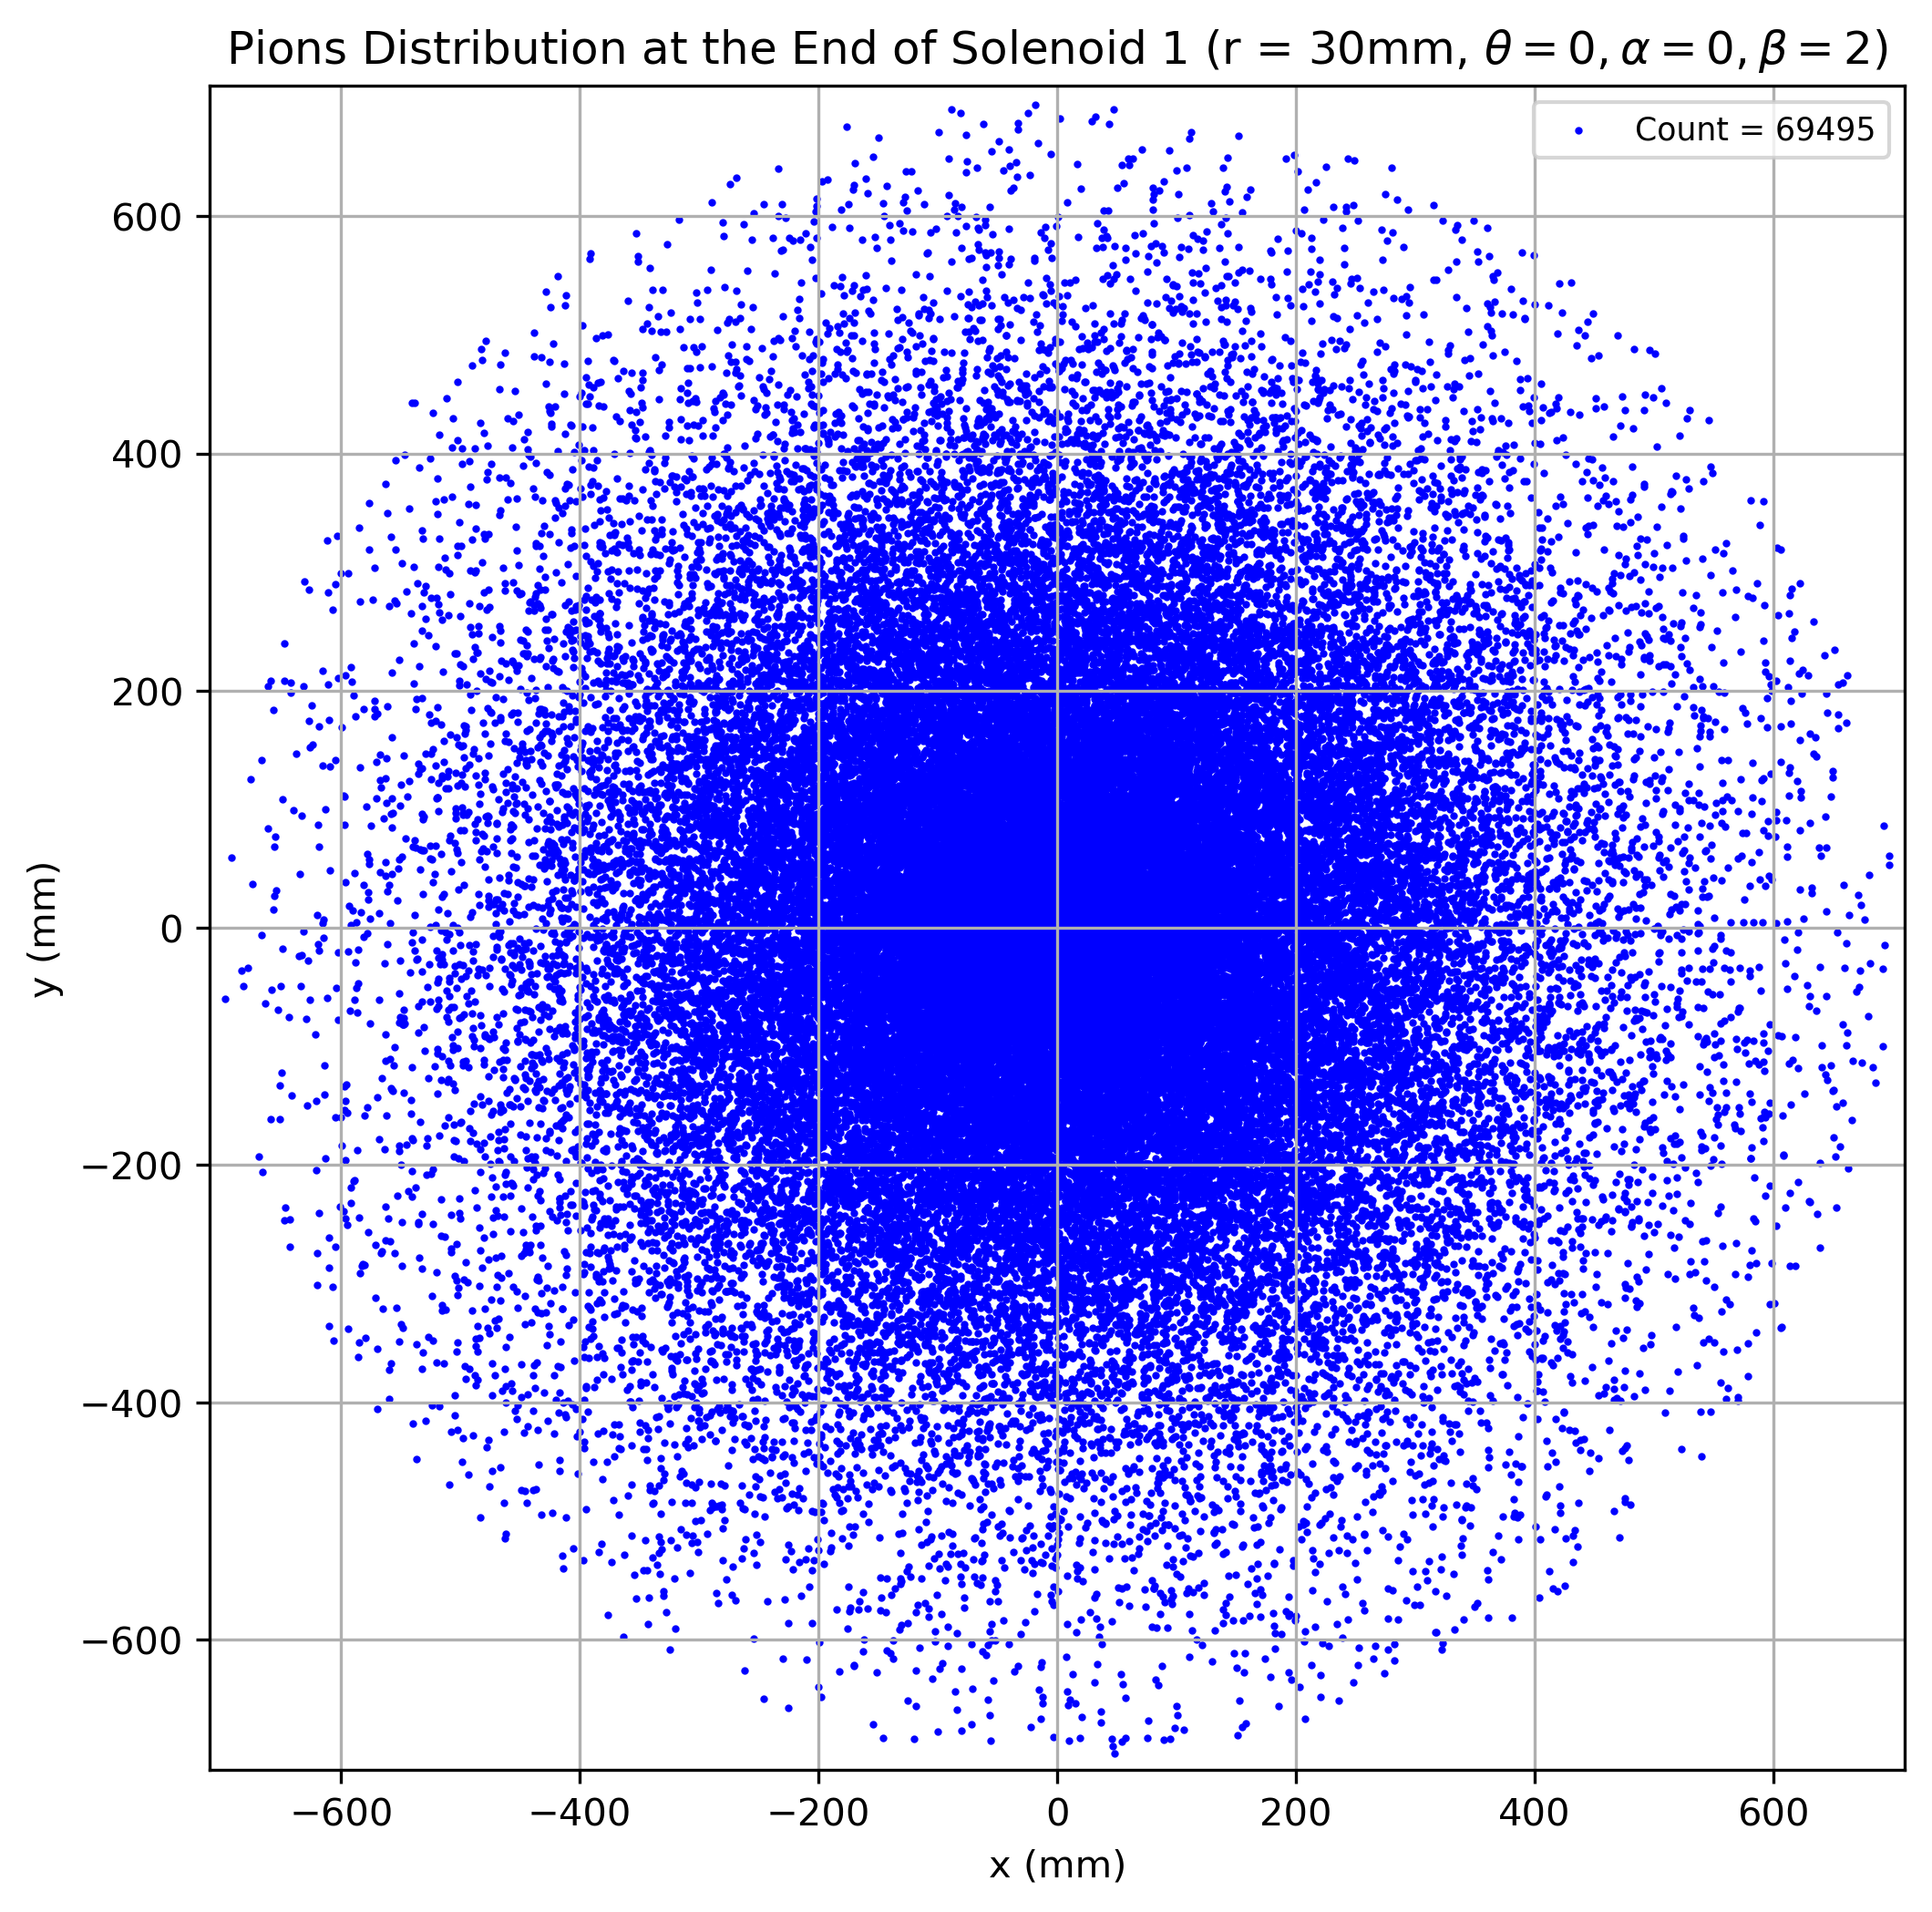 Pions Distribution at the End of Solenoid 1 (r = 30mm, θ = 0, α = 0, β = 2)
Count = 69495
600
400
200
0
−200
−400
−600
y (mm)
−600 −400 −200 0 200 400 600
x (mm)